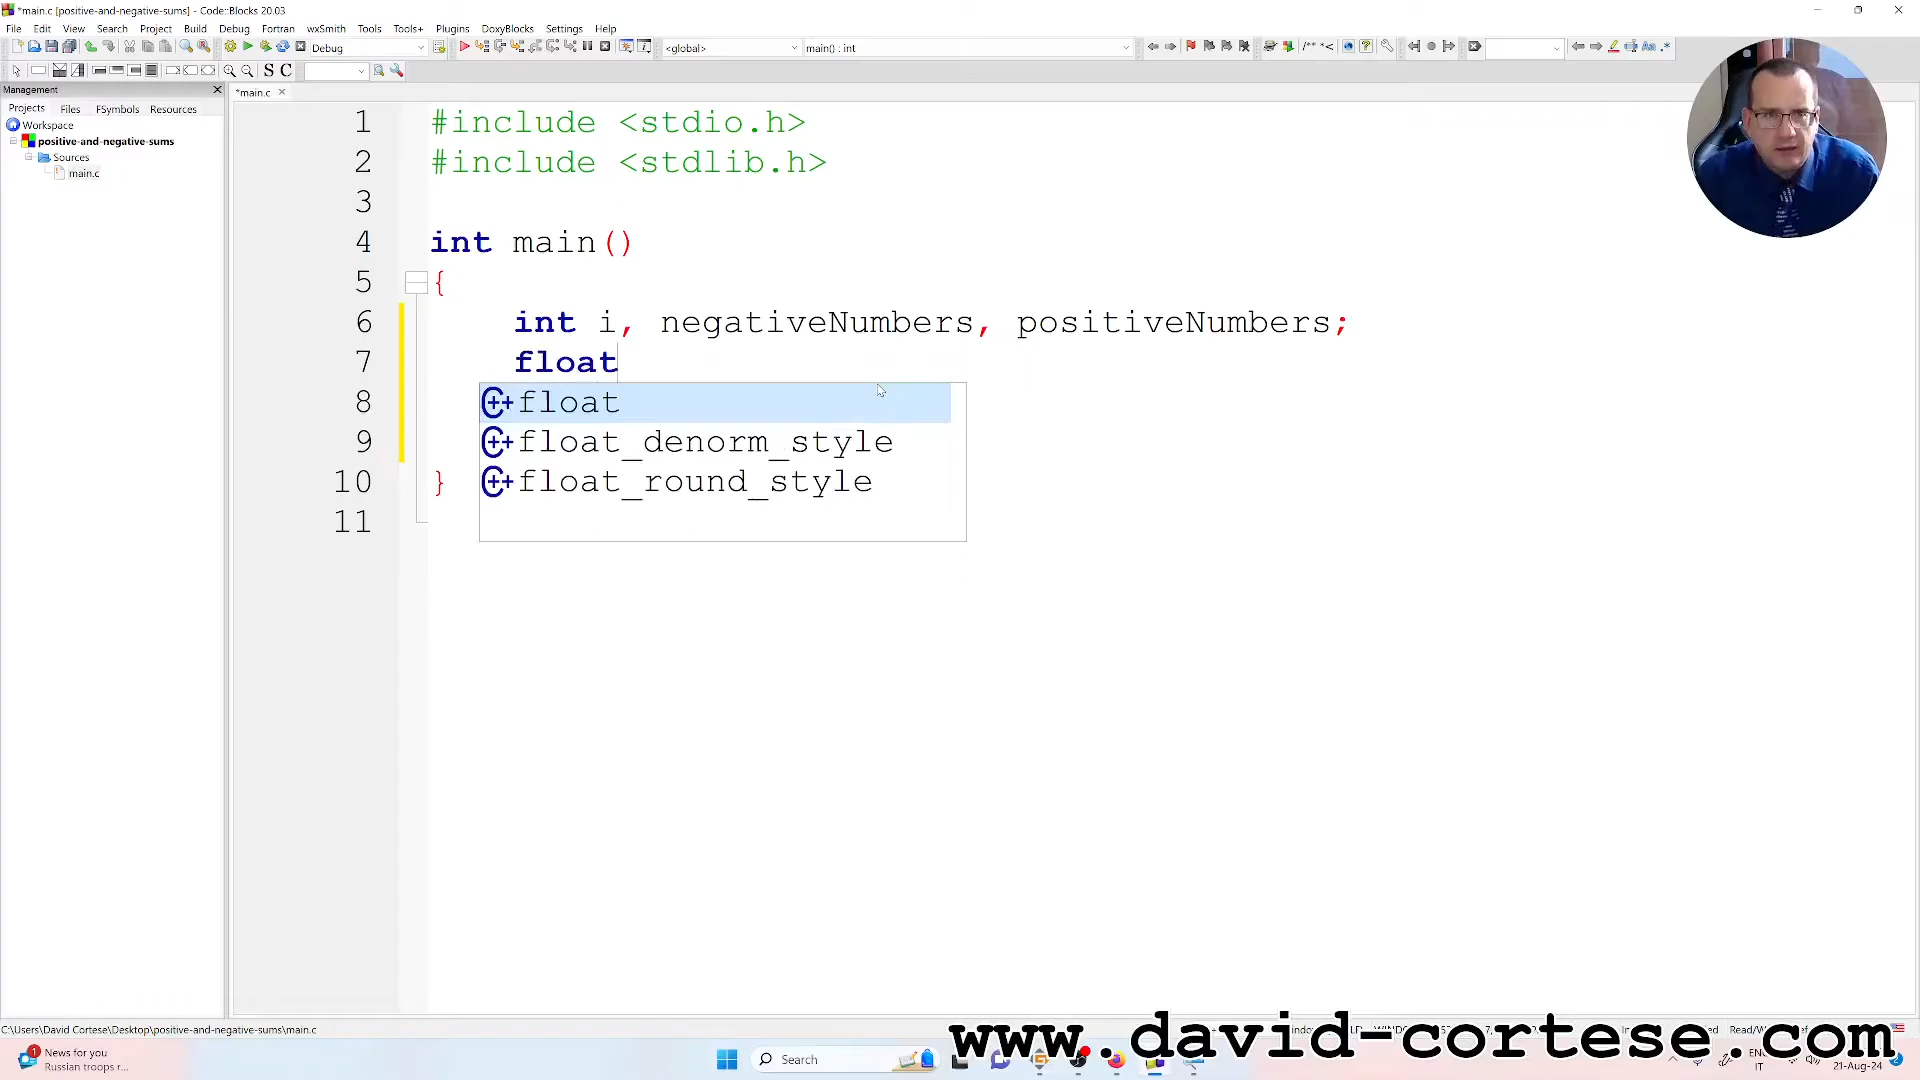 *main.c [positive-and-negative-sums] - Code::Blocks 20.03
File Edit View Search Project Build Debug Fortran wxSmith Tools Tools+ Plugins DoxyBlocks Settings Help
Debug <global> main() : int
S C
Management
Projects Files FSymbols Resources
*main.c
Workspace
positive-and-negative-sums
Sources
main.c
1 #include <stdio.h>
2 #include <stdlib.h>
3
4 int main()
5 {
6 int i, negativeNumbers, positiveNumbers;
7 float
8 float
9 float_denorm_style
10 } float_round_style
11
C:\Users\David Cortese\Desktop\positive-and-negative-sums\main.c
www..david-cortese.com
News for you
Russian troops r...
Search
IT
21-Aug-24